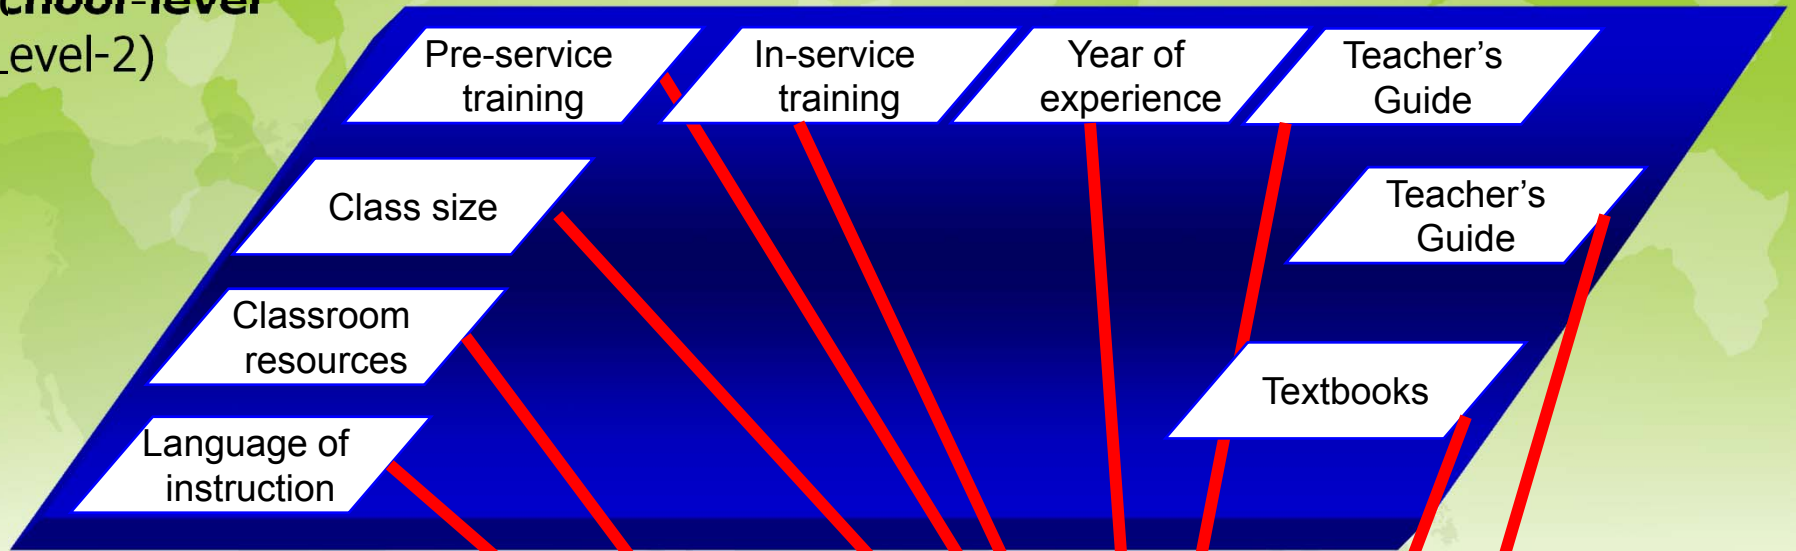 evel-2)
Pre-service
training
In-service
training
Year of
experience
Teacher's
Guide
Class size
Teacher's
Guide
Classroom
resources
Textbooks
Language of
instruction